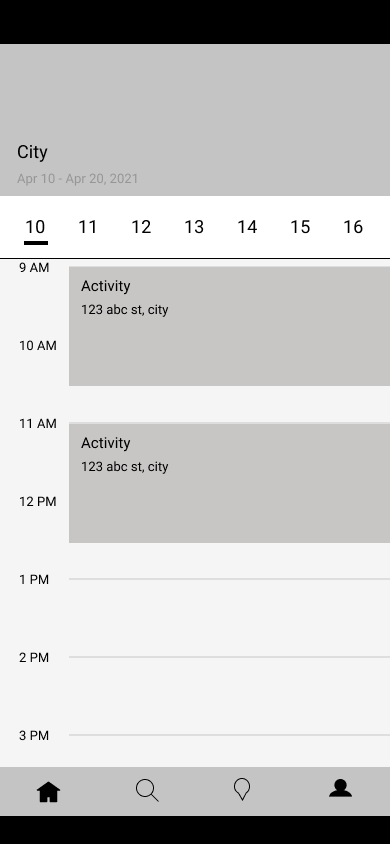 City
Apr 10 - Apr 20, 2021
10 11 12 13 14 15 16
9 AM
Activity
123 abc st, city
10 AM
11 AM
Activity
123 abc st, city
12 PM
1 PM
2 PM
3 PM